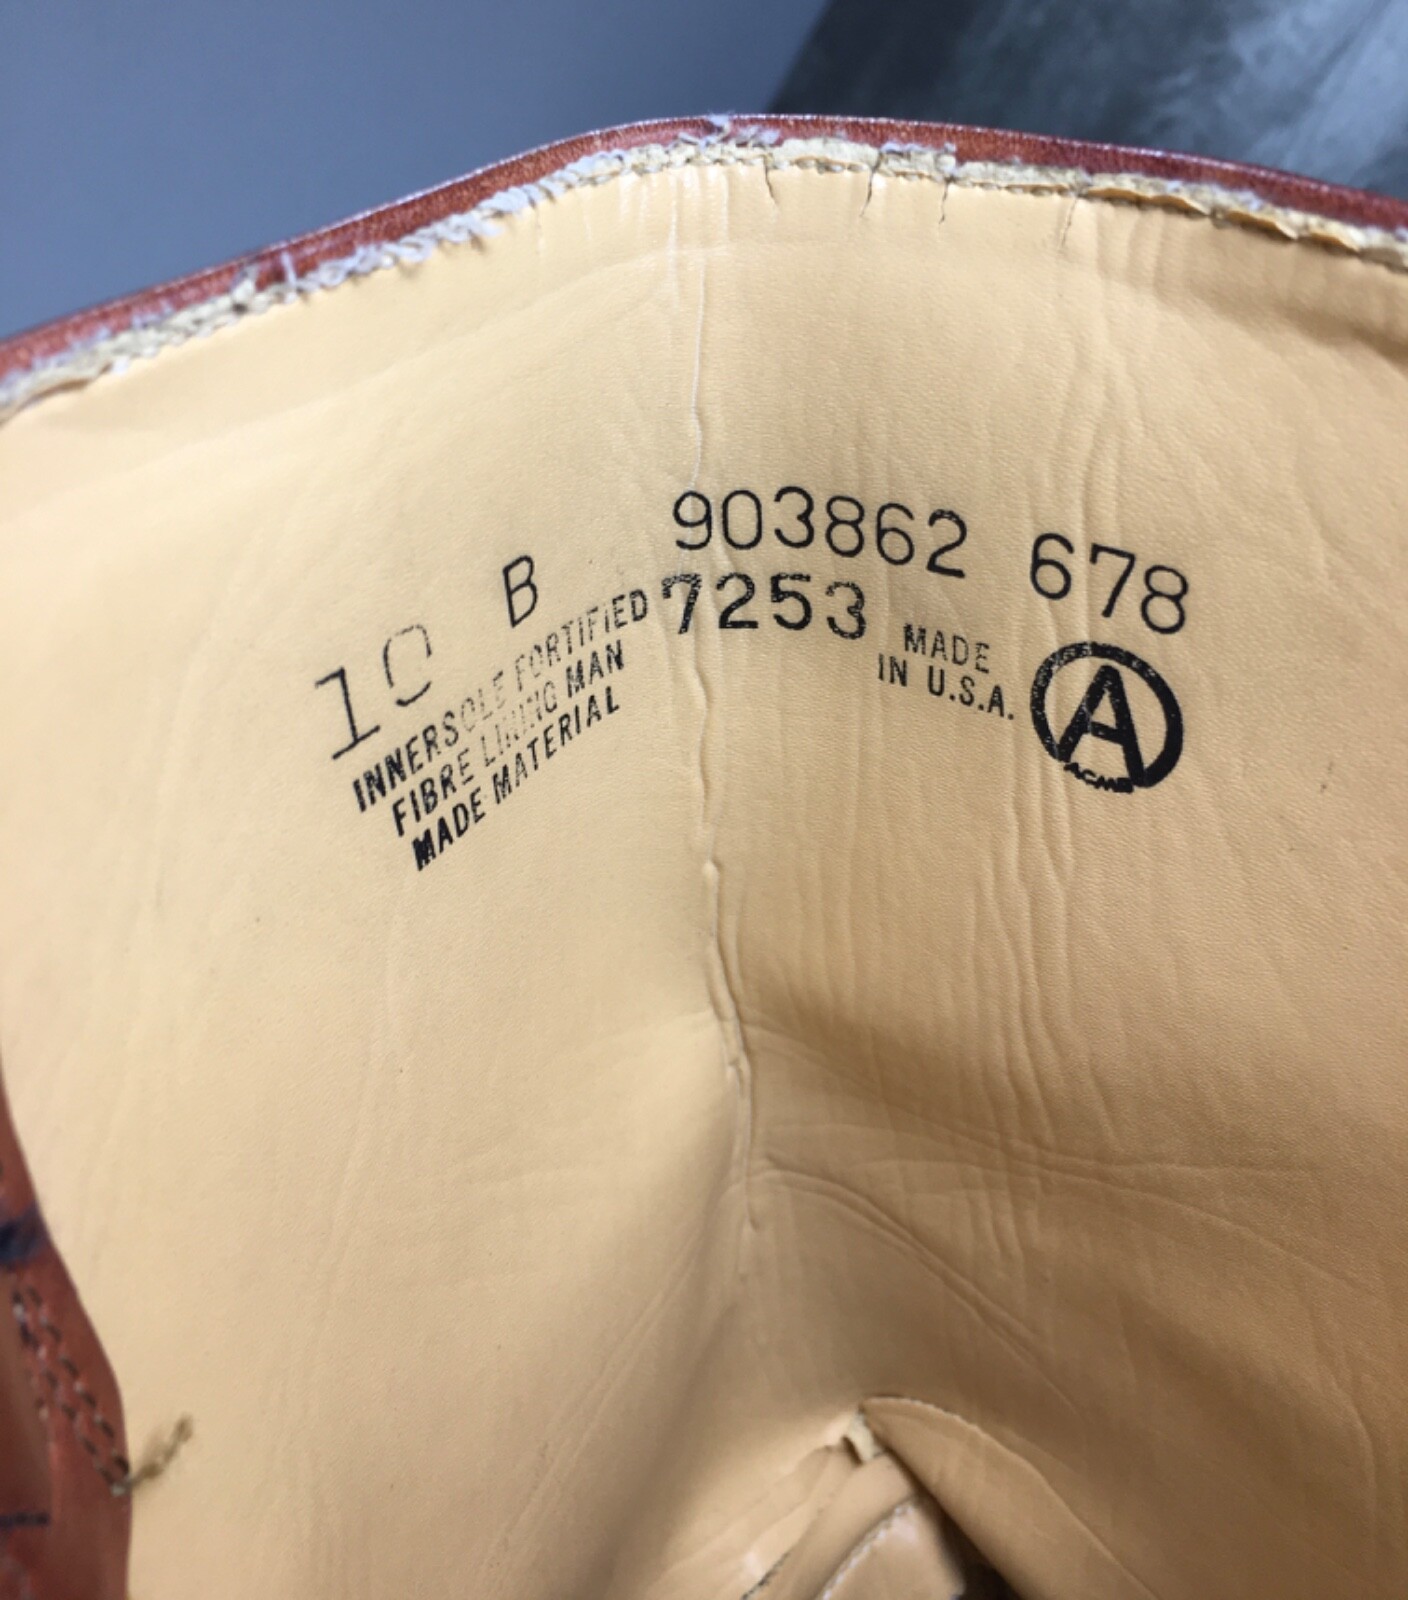 903862 678
10 B
7253
INNERSOLE FORTIFIED
FIBRE LINING MAN
MADE MATERIAL
MADE
IN U.S.A.
A
ACME